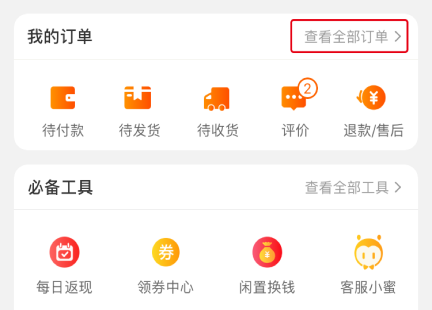 我的订单 查看全部订单
2
待付款 待发货 待收货 评价 退款/售后
必备工具 查看全部工具
券
每日返现 领券中心 闲置换钱 客服小蜜